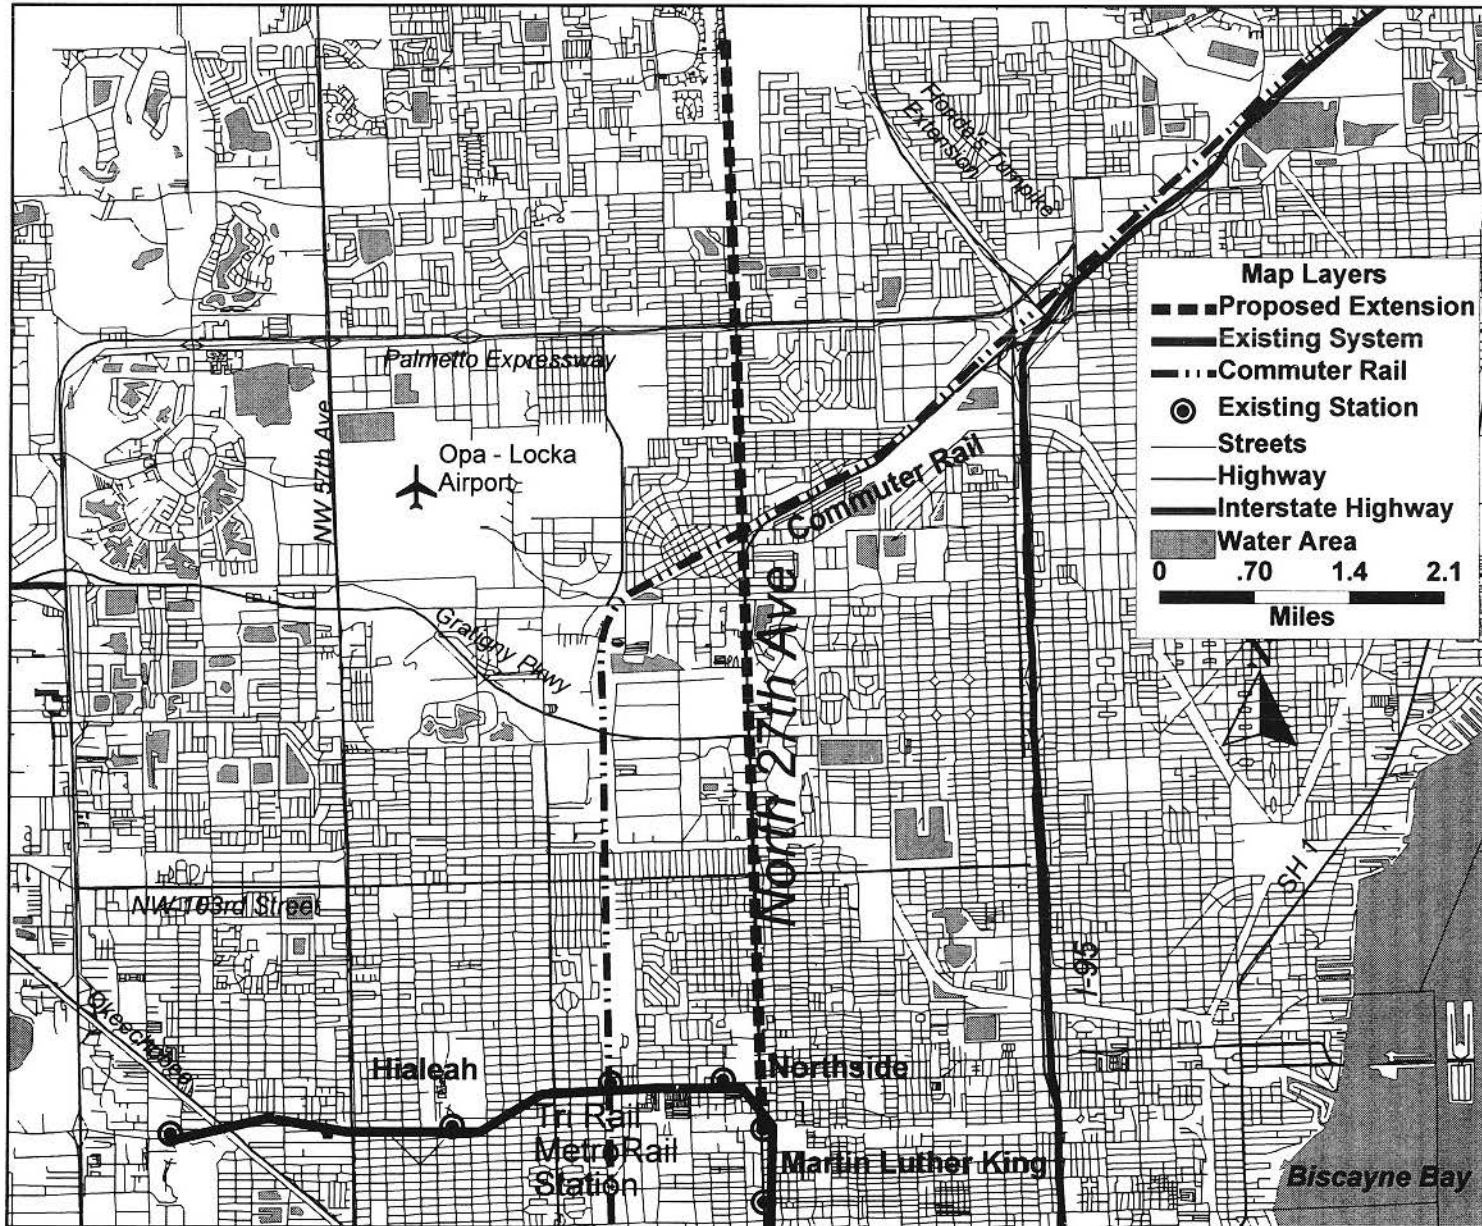 Florida's Turnpike
Extension
Map Layers
Proposed Extension
Existing System
Commuter Rail
Existing Station
Streets
Highway
Interstate Highway
Water Area
0 .70 1.4 2.1
Miles
Palmetto Expressway
NW 57th Ave
Opa - Locka
Airport
Commuter Rail
Gratigny Pkwy
North 27th Ave
N
NW 103rd Street
SH 1
I-95
Okeechobee
Hialeah
Northside
Tri Rail
MetroRail
Station
Martin Luther King
Biscayne Bay